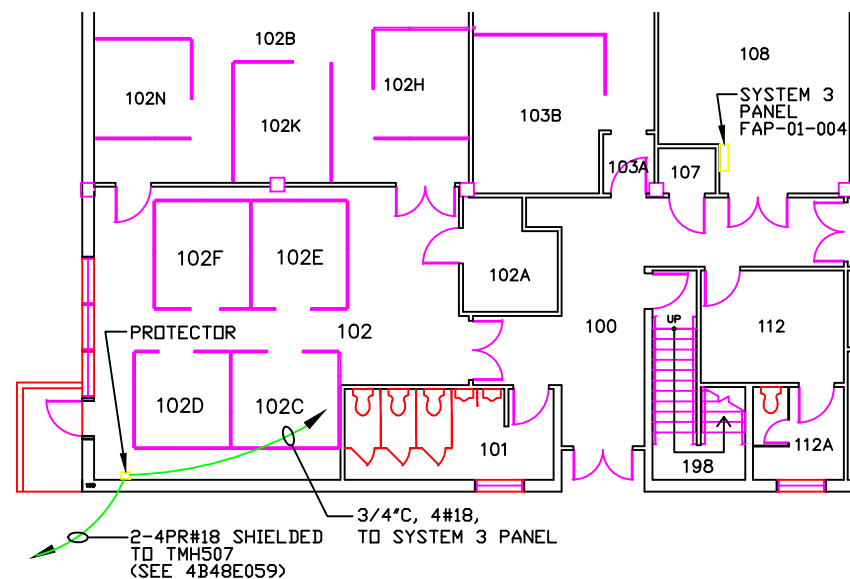 102B
108
102N
102H
SYSTEM 3
PANEL
FAP-01-004
103B
102K
103A
107
102F
102E
102A
UP
PROTECTOR
102
100
112
102D
102C
101
198
112A
3/4"C, 4#18,
TO SYSTEM 3 PANEL
2-4PR#18 SHIELDED
TO TMH507
(SEE 4B48E059)